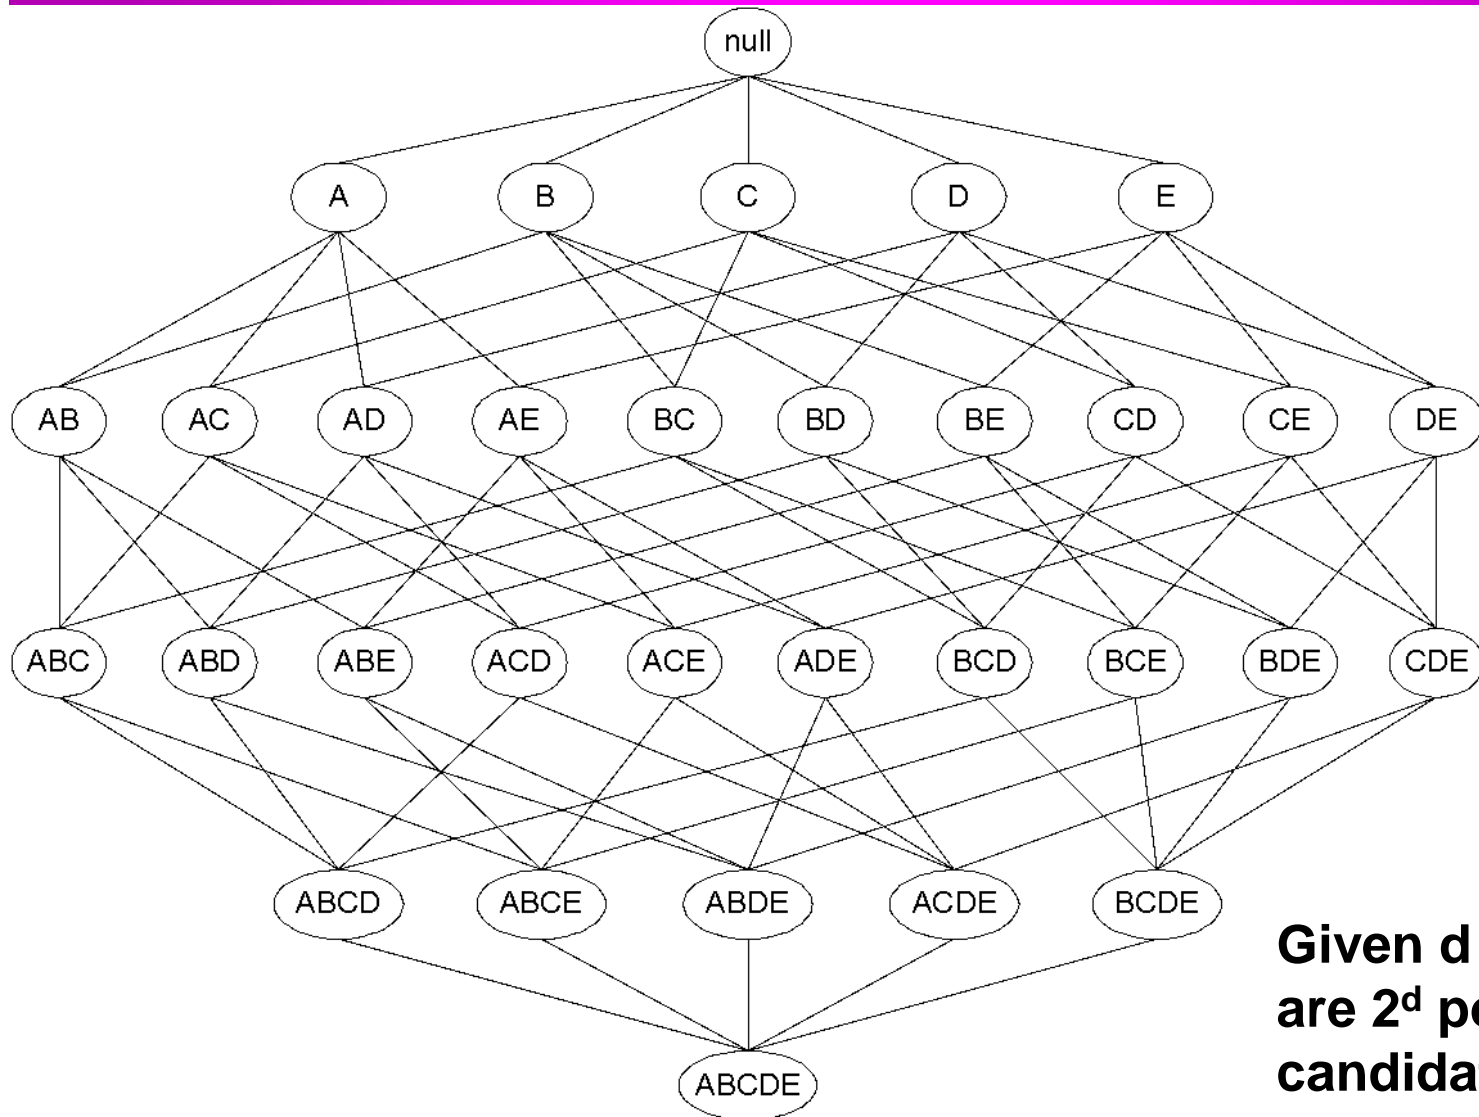 null
A B C D E
AB AC AD AE BC BD BE CD CE DE
ABC ABD ABE ACD ACE ADE BCD BCE BDE CDE
ABCD ABCE ABDE ACDE BCDE
ABCDE
Given d
are 2ᵈ